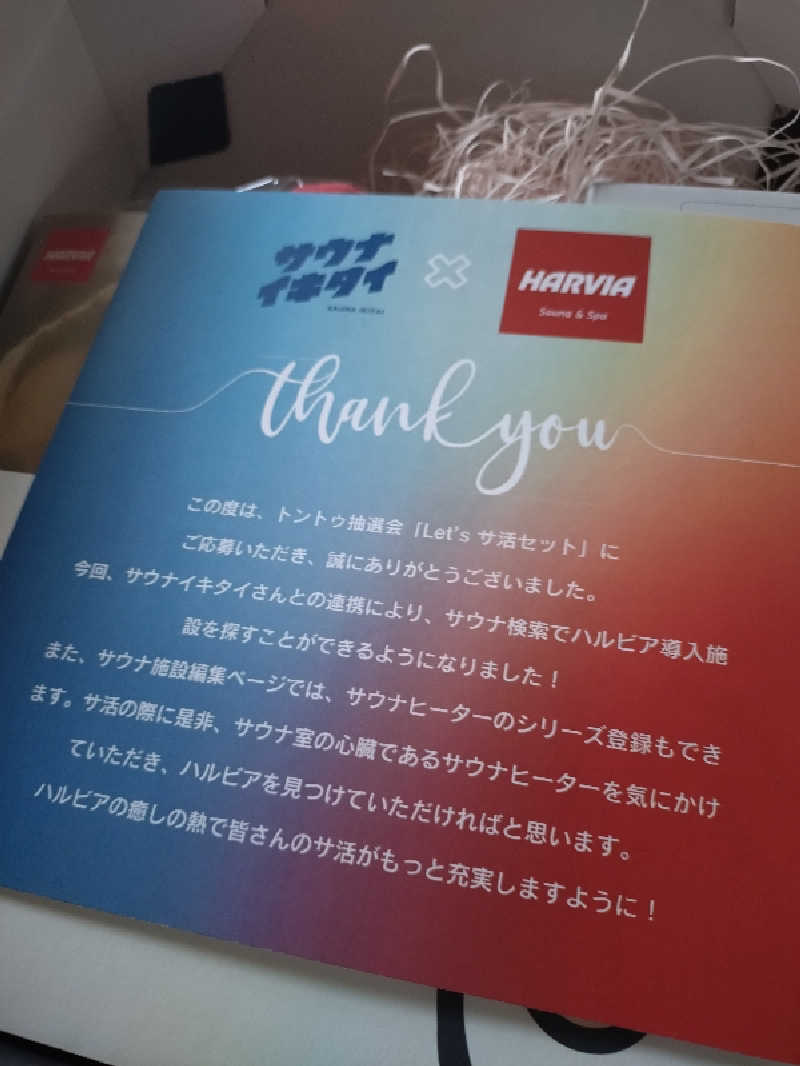 HARVIA
サウナ
イキタイ
SAUNA IKITAI
×
HARVIA
Sauna & Spa
thank you
この度は、トントゥ抽選会「Let's サ活セット」に
ご応募いただき、誠にありがとうございました。
今回、サウナイキタイさんとの連携により、サウナ検索でハルビア導入施
設を探すことができるようになりました！
また、サウナ施設編集ページでは、サウナヒーターのシリーズ登録もでき
ます。サ活の際に是非、サウナ室の心臓であるサウナヒーターを気にかけ
ていただき、ハルビアを見つけていただければと思います。
ハルビアの癒しの熱で皆さんのサ活がもっと充実しますように！